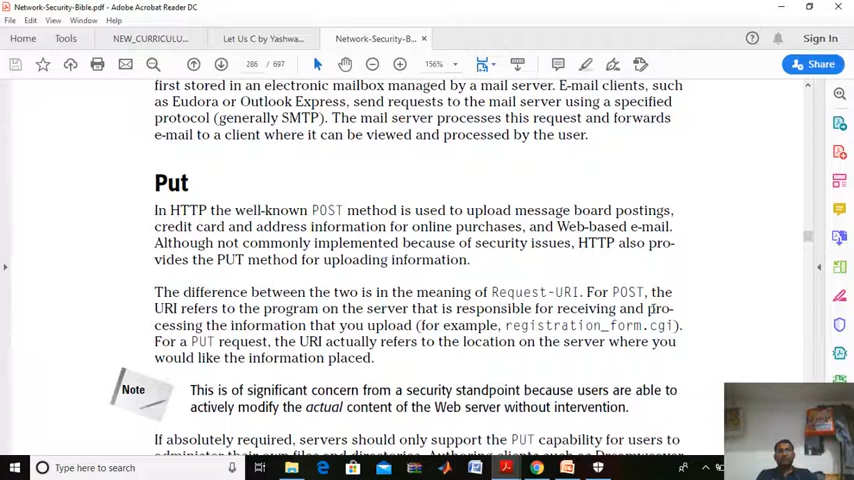 Network-Security-Bible.pdf - Adobe Acrobat Reader DC
File Edit View Window Help
Home Tools NEW_CURRICULU... Let Us C by Yashwa... Network-Security-B... × Sign In
286 / 697 156% Share
first stored in an electronic mailbox managed by a mail server. E-mail clients, such
as Eudora or Outlook Express, send requests to the mail server using a specified
protocol (generally SMTP). The mail server processes this request and forwards
e-mail to a client where it can be viewed and processed by the user.
Put
In HTTP the well-known POST method is used to upload message board postings,
credit card and address information for online purchases, and Web-based e-mail.
Although not commonly implemented because of security issues, HTTP also pro-
vides the PUT method for uploading information.
The difference between the two is in the meaning of Request-URI. For POST, the
URI refers to the program on the server that is responsible for receiving and pro-
cessing the information that you upload (for example, registration_form.cgi).
For a PUT request, the URI actually refers to the location on the server where you
would like the information placed.
Note
This is of significant concern from a security standpoint because users are able to
actively modify the actual content of the Web server without intervention.
If absolutely required, servers should only support the PUT capability for users to
administer their own files and directories. Authoring clients such as Dreamweaver
Type here to search